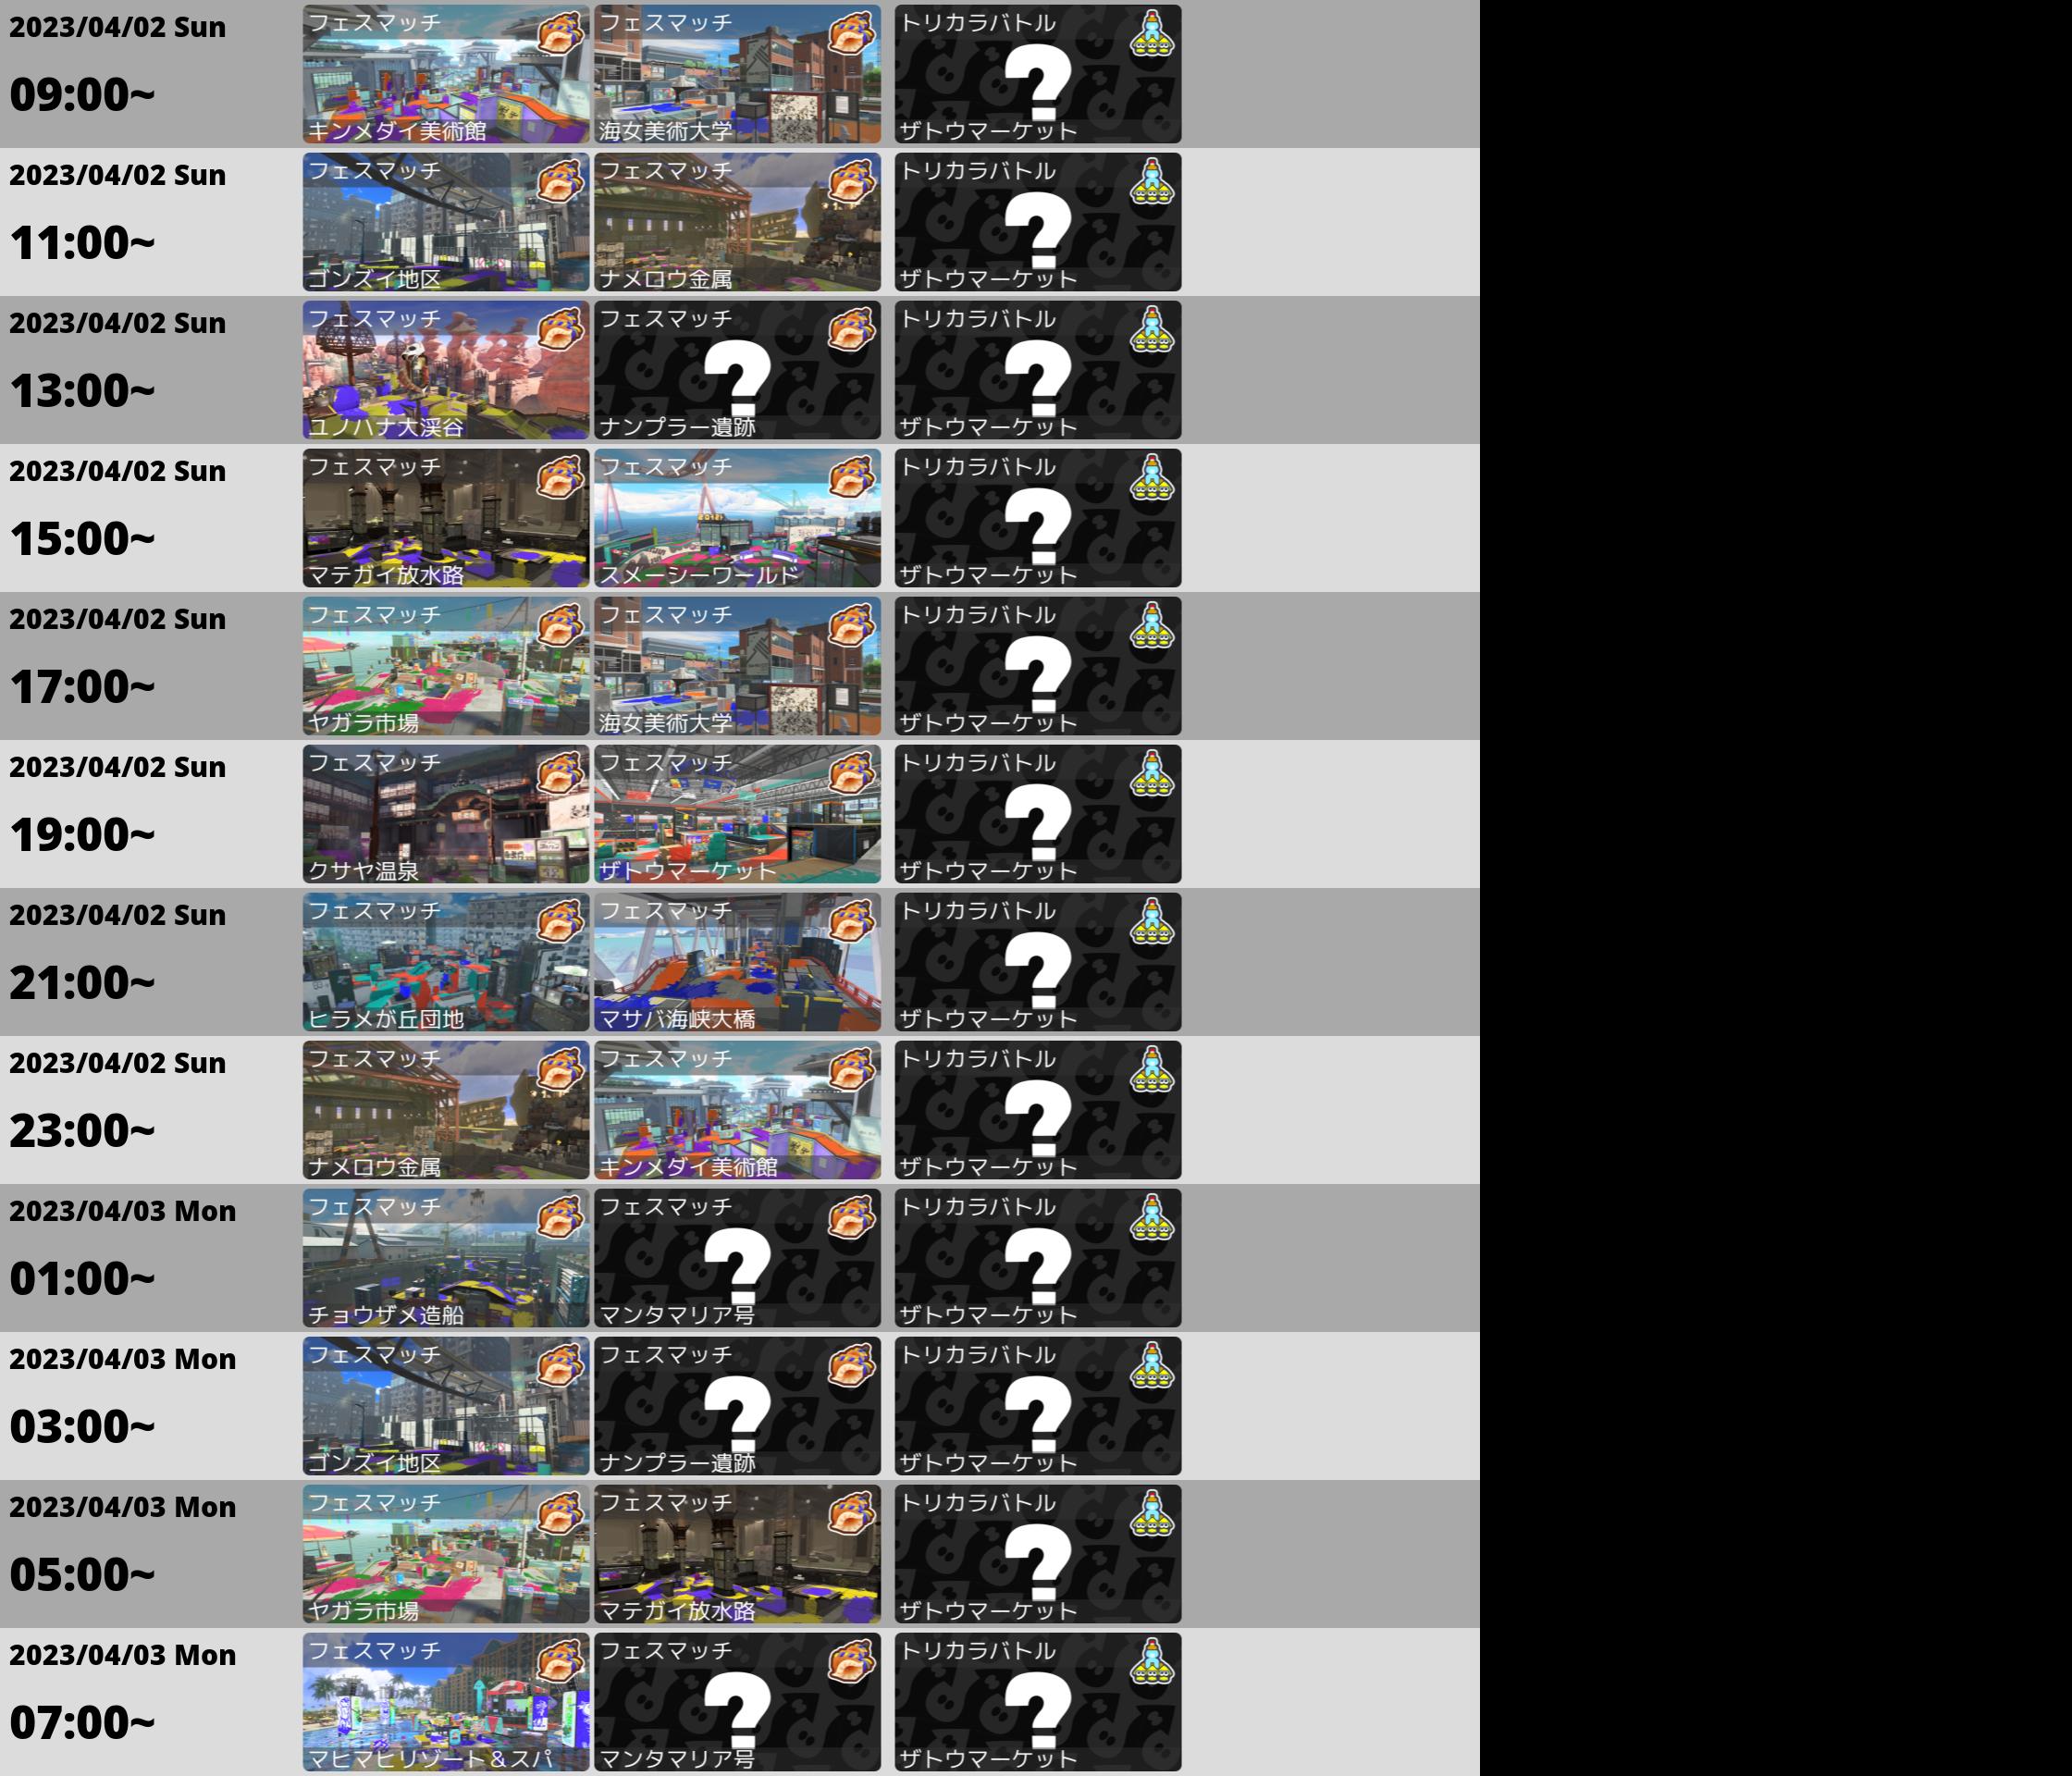 2023/04/02 Sun
09:00~
フェスマッチ
キンメダイ美術館
フェスマッチ
海女美術大学
トリカラバトル
ザトウマーケット
2023/04/02 Sun
11:00~
フェスマッチ
ゴンズイ地区
フェスマッチ
ナメロウ金属
トリカラバトル
ザトウマーケット
2023/04/02 Sun
13:00~
フェスマッチ
ユノハナ大渓谷
フェスマッチ
?
ナンプラー遺跡
トリカラバトル
?
ザトウマーケット
2023/04/02 Sun
15:00~
フェスマッチ
マテガイ放水路
フェスマッチ
スメーシーワールド
トリカラバトル
?
ザトウマーケット
2023/04/02 Sun
17:00~
フェスマッチ
ヤガラ市場
フェスマッチ
海女美術大学
トリカラバトル
?
ザトウマーケット
2023/04/02 Sun
19:00~
フェスマッチ
クサヤ温泉
フェスマッチ
ザトウマーケット
トリカラバトル
?
ザトウマーケット
2023/04/02 Sun
21:00~
フェスマッチ
ヒラメが丘団地
フェスマッチ
マサバ海峡大橋
トリカラバトル
?
ザトウマーケット
2023/04/02 Sun
23:00~
フェスマッチ
ナメロウ金属
フェスマッチ
キンメダイ美術館
トリカラバトル
?
ザトウマーケット
2023/04/03 Mon
01:00~
フェスマッチ
チョウザメ造船
フェスマッチ
?
マンタマリア号
トリカラバトル
?
ザトウマーケット
2023/04/03 Mon
03:00~
フェスマッチ
ゴンズイ地区
フェスマッチ
?
ナンプラー遺跡
トリカラバトル
?
ザトウマーケット
2023/04/03 Mon
05:00~
フェスマッチ
ヤガラ市場
フェスマッチ
マテガイ放水路
トリカラバトル
?
ザトウマーケット
2023/04/03 Mon
07:00~
フェスマッチ
マヒマヒリゾート＆スパ
フェスマッチ
?
マンタマリア号
トリカラバトル
?
ザトウマーケット